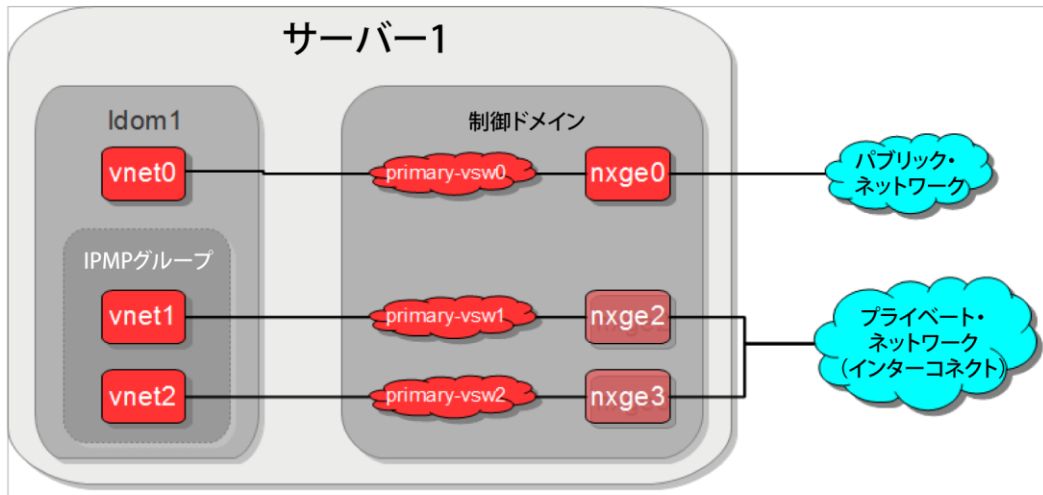 サーバー1
ldom1
制御ドメイン
vnet0
primary-vsw0
nxge0
パブリック・
ネットワーク
IPMPグループ
vnet1
primary-vsw1
nxge2
プライベート・
ネットワーク
(インターコネクト)
vnet2
primary-vsw2
nxge3